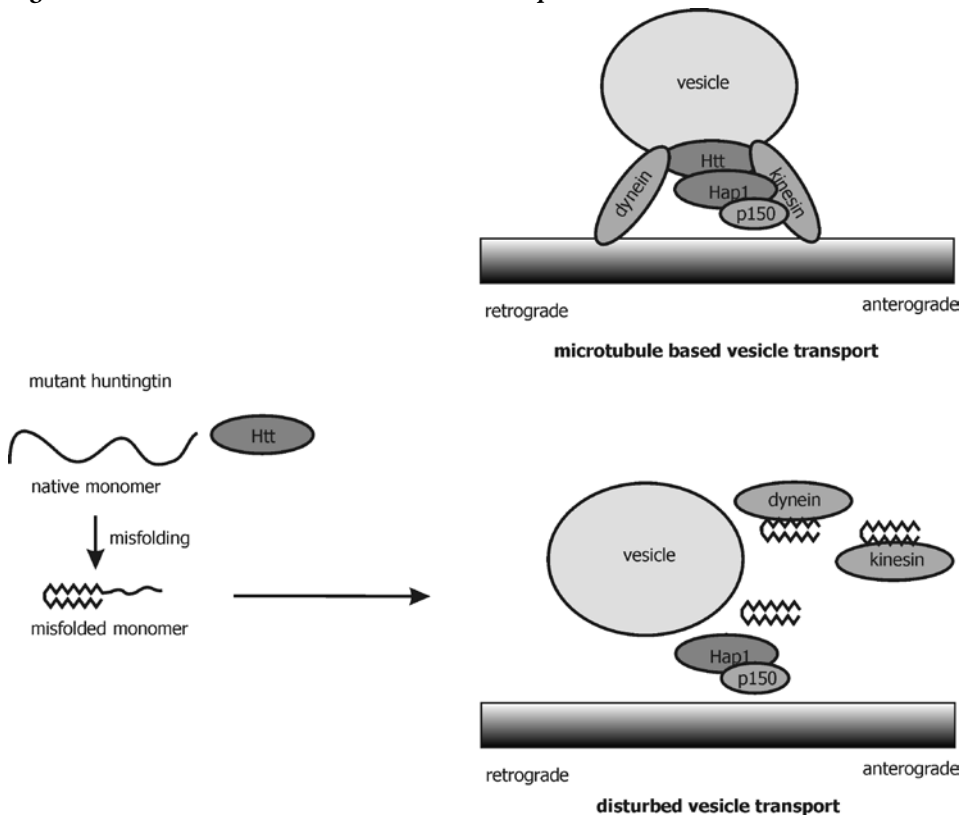 vesicle
Htt
dynein
kinesin
Hap1
p150
retrograde
anterograde
microtubule based vesicle transport
mutant huntingtin
Htt
native monomer
misfolding
misfolded monomer
dynein
vesicle
kinesin
Hap1
p150
retrograde
anterograde
disturbed vesicle transport